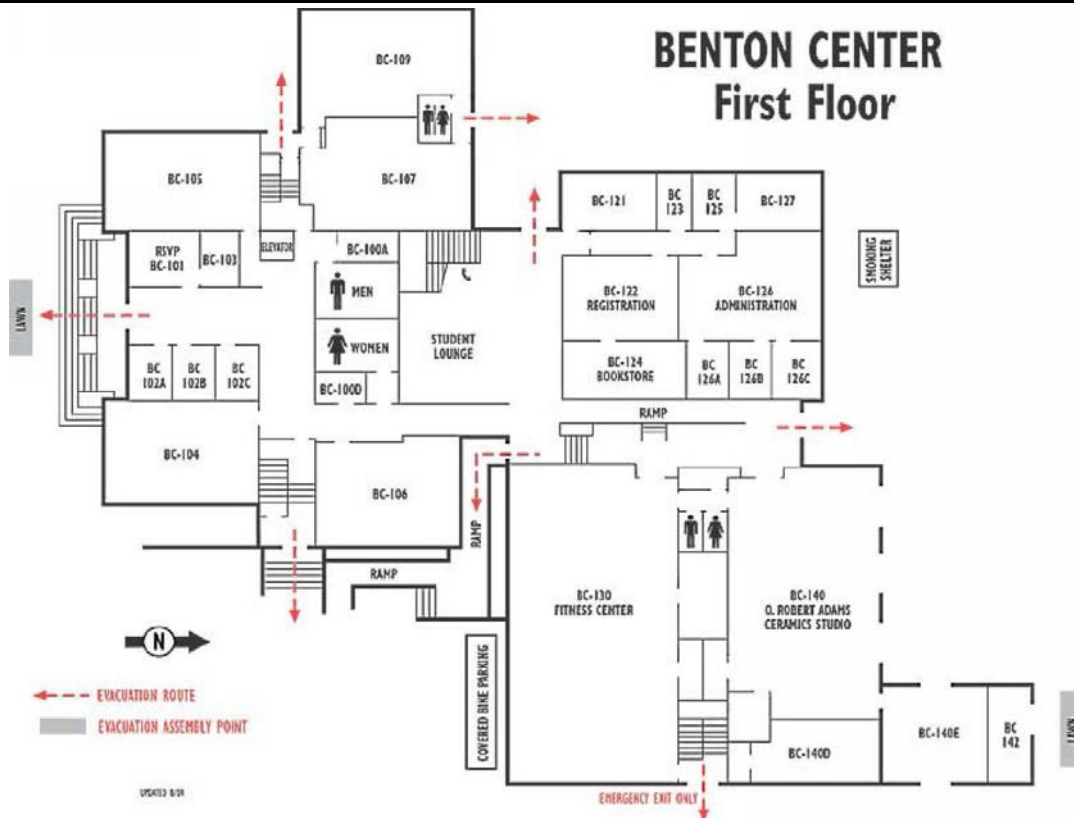 BENTON CENTER
First Floor
BC-109
BC-105
BC-107
BC-121
BC
123
BC
125
BC-127
RSVP
BC-101
BC-103
ELEVATOR
BC-100A
MEN
WOMEN
BC-100D
STUDENT
LOUNGE
BC-122
REGISTRATION
BC-126
ADMINISTRATION
SMOKING
SHELTER
LAWN
BC
102A
BC
102B
BC
102C
BC-124
BOOKSTORE
BC
126A
BC
126B
BC
126C
RAMP
BC-104
BC-106
RAMP
RAMP
BC-130
FITNESS CENTER
BC-140
O. ROBERT ADAMS
CERAMICS STUDIO
N
EVACUATION ROUTE
EVACUATION ASSEMBLY POINT
COVERED BIKE PARKING
BC-140D
BC-140E
BC
142
LAWN
EMERGENCY EXIT ONLY
UPDATED